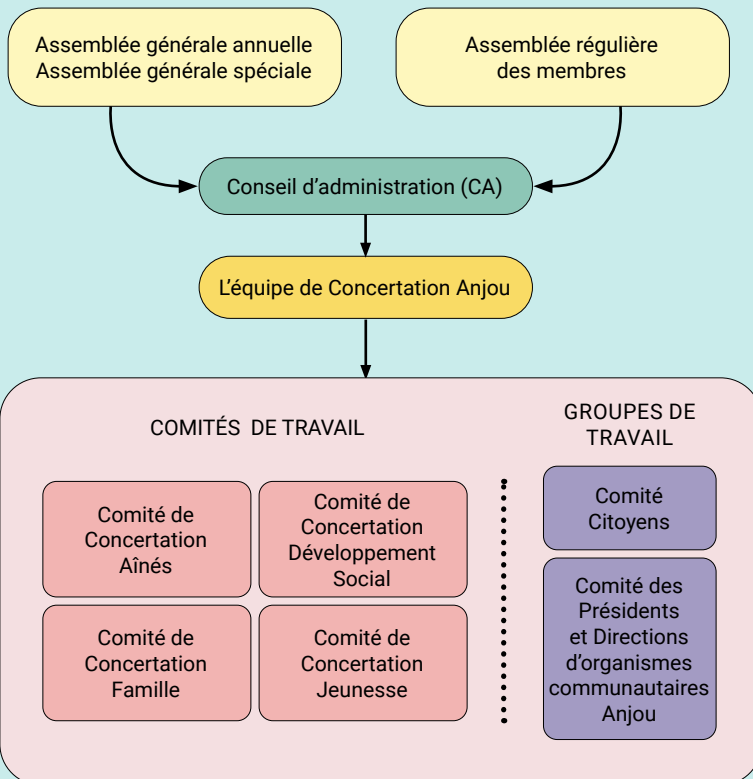 Assemblée générale annuelle
Assemblée générale spéciale
Assemblée régulière
des membres
Conseil d'administration (CA)
L'équipe de Concertation Anjou
COMITÉS DE TRAVAIL
GROUPES DE
TRAVAIL
Comité de
Concertation
Aînés
Comité de
Concertation
Développement
Social
Comité de
Concertation
Famille
Comité de
Concertation
Jeunesse
Comité
Citoyens
Comité des
Présidents
et Directions
d'organismes
communautaires
Anjou